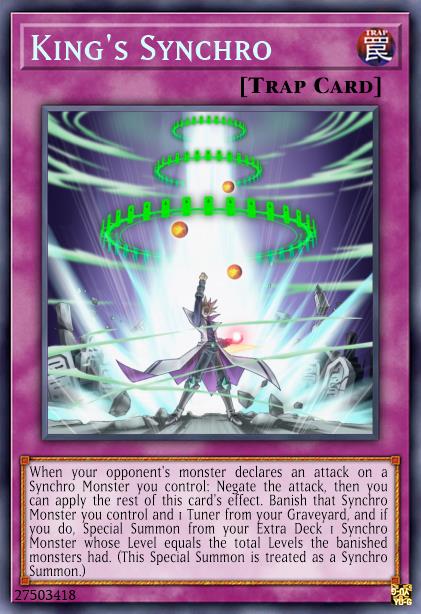 King's Synchro
TRAP
罠
[Trap Card]
When your opponent's monster declares an attack on a
Synchro Monster you control: Negate the attack, then you
can apply the rest of this card's effect. Banish that Synchro
Monster you control and 1 Tuner from your Graveyard, and if
you do, Special Summon from your Extra Deck 1 Synchro
Monster whose Level equals the total Levels the banished
monsters had. (This Special Summon is treated as a Synchro
Summon.)
27503418